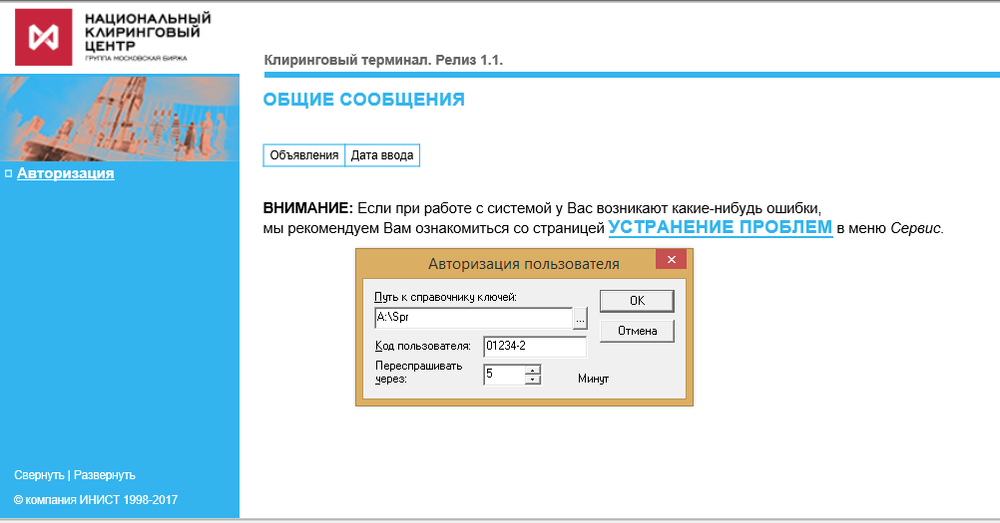 НАЦИОНАЛЬНЫЙ
КЛИРИНГОВЫЙ
ЦЕНТР
ГРУППА МОСКОВСКАЯ БИРЖА
Клиринговый терминал. Релиз 1.1.
ОБЩИЕ СООБЩЕНИЯ
Объявления Дата ввода
Авторизация
ВНИМАНИЕ: Если при работе с системой у Вас возникают какие-нибудь ошибки,
мы рекомендуем Вам ознакомиться со страницей УСТРАНЕНИЕ ПРОБЛЕМ в меню Сервис.
Авторизация пользователя
Путь к справочнику ключей:
A:\Spr ...
OK
Отмена
Код пользователя: 01234-2
Переспрашивать
через: 5 Минут
Свернуть | Развернуть
© компания ИНИСТ 1998-2017